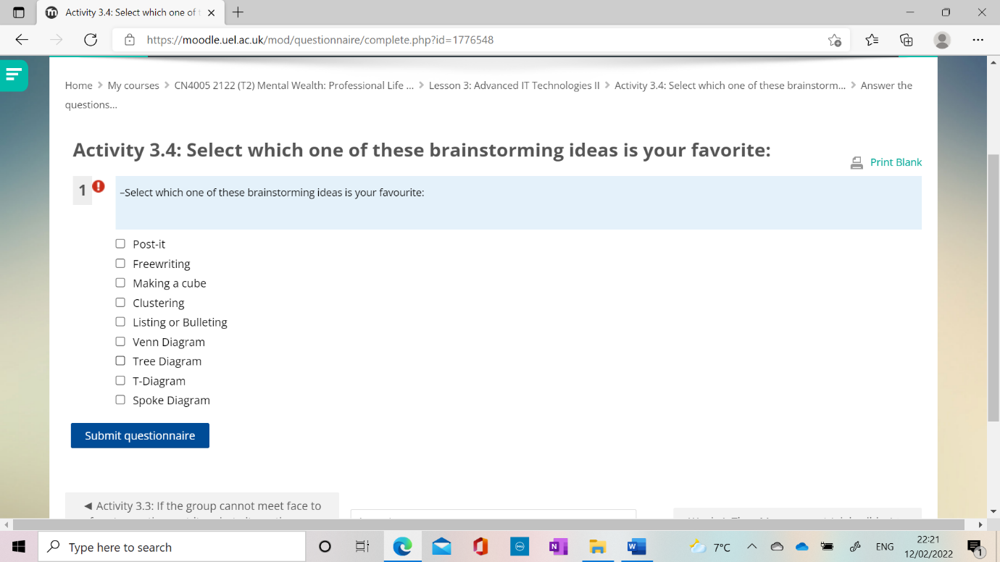 Activity 3.4: Select which one of t
https://moodle.uel.ac.uk/mod/questionnaire/complete.php?id=1776548
Home > My courses > CN4005 2122 (T2) Mental Wealth: Professional Life ... > Lesson 3: Advanced IT Technologies II > Activity 3.4: Select which one of these brainstorm... > Answer the
questions...
Activity 3.4: Select which one of these brainstorming ideas is your favorite:
Print Blank
1
–Select which one of these brainstorming ideas is your favourite:
Post-it
Freewriting
Making a cube
Clustering
Listing or Bulleting
Venn Diagram
Tree Diagram
T-Diagram
Spoke Diagram
Submit questionnaire
◄ Activity 3.3: If the group cannot meet face to
Type here to search
7°C
ENG
22:21
12/02/2022
1